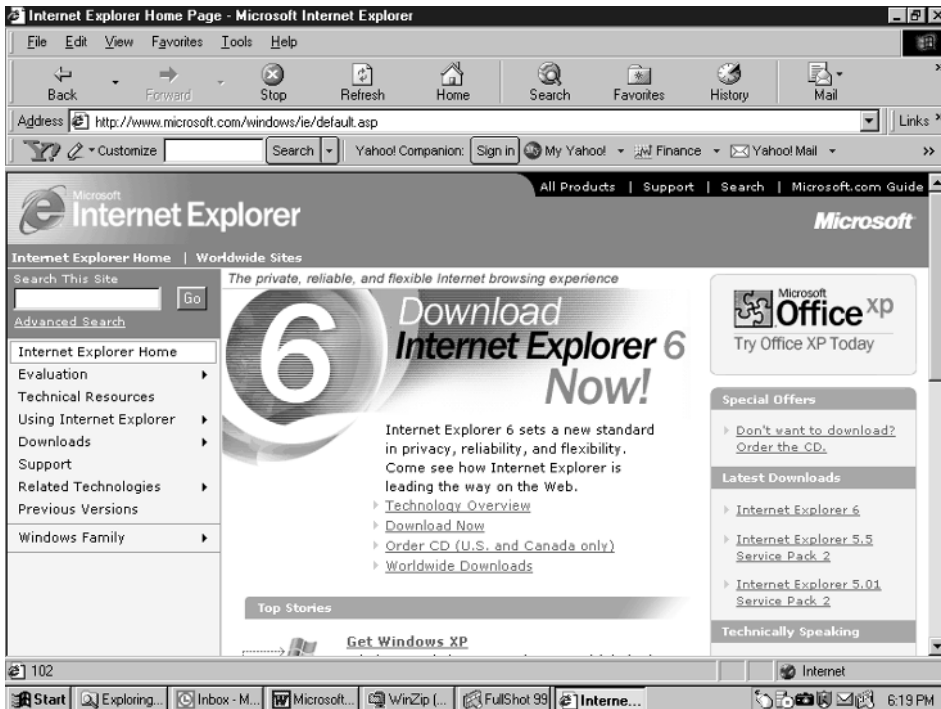 Internet Explorer Home Page - Microsoft Internet Explorer
File Edit View Favorites Tools Help
Back Forward Stop Refresh Home Search Favorites History Mail »
Address http://www.microsoft.com/windows/ie/default.asp Links »
Y? Customize Search Yahoo! Companion: Sign in My Yahoo! Finance Yahoo! Mail »
All Products | Support | Search | Microsoft.com Guide
Microsoft
Internet Explorer
Microsoft
Internet Explorer Home | Worldwide Sites
Search This Site
Go
Advanced Search
Internet Explorer Home
Evaluation
Technical Resources
Using Internet Explorer
Downloads
Support
Related Technologies
Previous Versions
Windows Family
The private, reliable, and flexible Internet browsing experience
6
Download
Internet Explorer 6
Now!
Internet Explorer 6 sets a new standard
in privacy, reliability, and flexibility.
Come see how Internet Explorer is
leading the way on the Web.
Technology Overview
Download Now
Order CD (U.S. and Canada only)
Worldwide Downloads
Top Stories
Get Windows XP
Microsoft
Office xp
Try Office XP Today
Special Offers
Don't want to download?
Order the CD.
Latest Downloads
Internet Explorer 6
Internet Explorer 5.5
Service Pack 2
Internet Explorer 5.01
Service Pack 2
Technically Speaking
102 Internet
Start Exploring... Inbox - M... Microsoft... WinZip (... FullShot 99 Interne... 6:19 PM